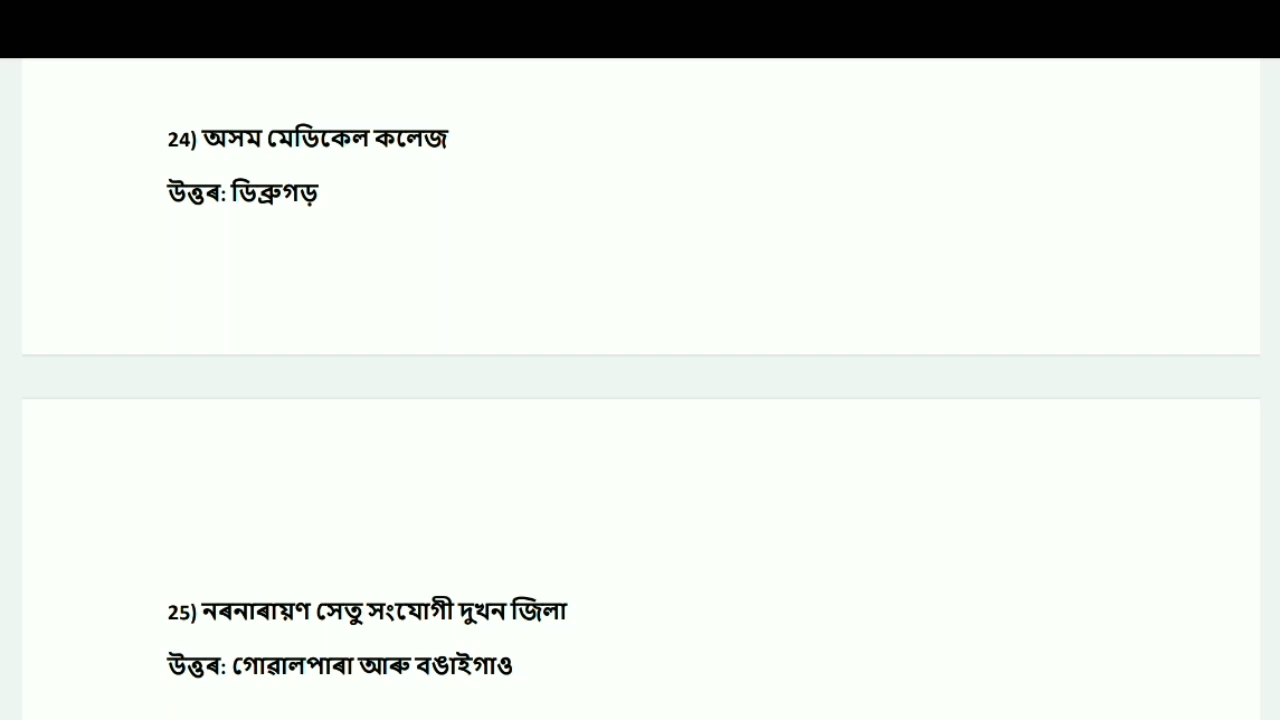 24) অসম মেডিকেল কলেজ
উত্তৰ: ডিব্ৰুগড়
25) নৰনাৰায়ণ সেতু সংযোগী দুখন জিলা
উত্তৰ: গোৱালপাৰা আৰু বঙাইগাও